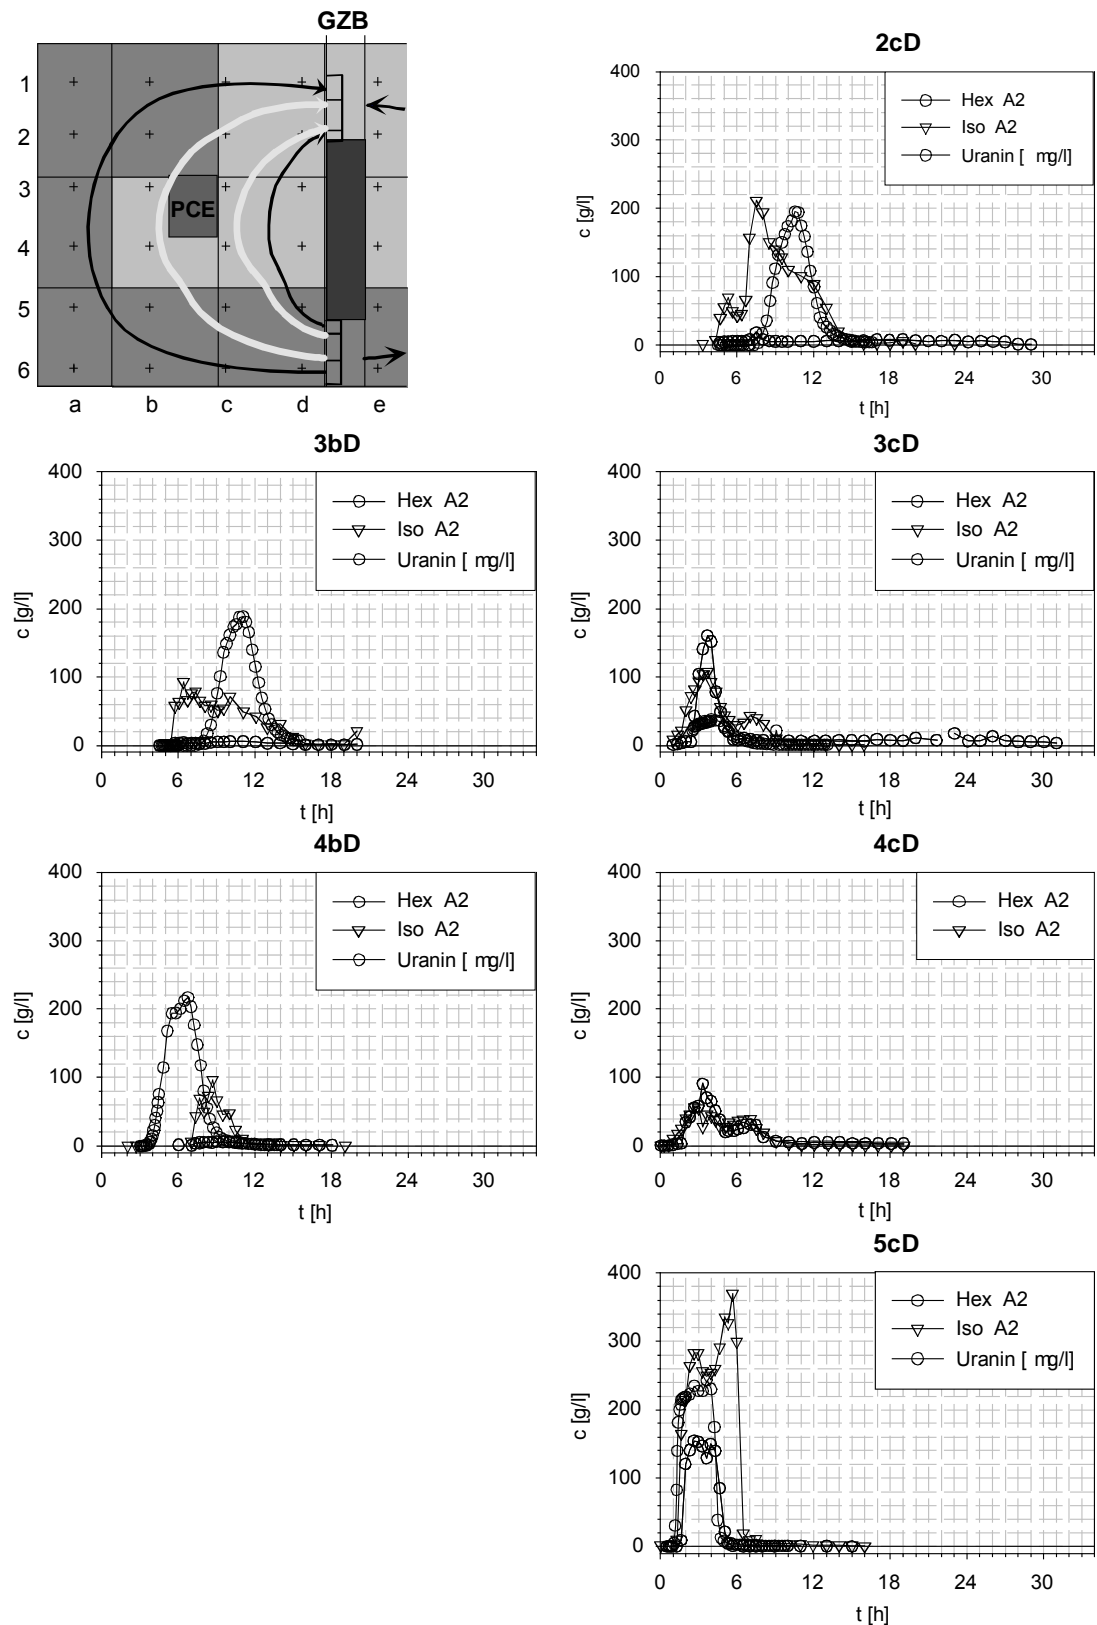 GZB
1
2
3
4
5
6
PCE
a b c d e
2cD
400
300
200
100
0
c [g/l]
Hex A2
Iso A2
Uranin [ mg/l]
0 6 12 18 24 30
t [h]
3bD
400
300
200
100
0
c [g/l]
Hex A2
Iso A2
Uranin [ mg/l]
0 6 12 18 24 30
t [h]
3cD
400
300
200
100
0
c [g/l]
Hex A2
Iso A2
Uranin [ mg/l]
0 6 12 18 24 30
t [h]
4bD
400
300
200
100
0
c [g/l]
Hex A2
Iso A2
Uranin [ mg/l]
0 6 12 18 24 30
t [h]
4cD
400
300
200
100
0
c [g/l]
Hex A2
Iso A2
0 6 12 18 24 30
t [h]
5cD
400
300
200
100
0
c [g/l]
Hex A2
Iso A2
Uranin [ mg/l]
0 6 12 18 24 30
t [h]